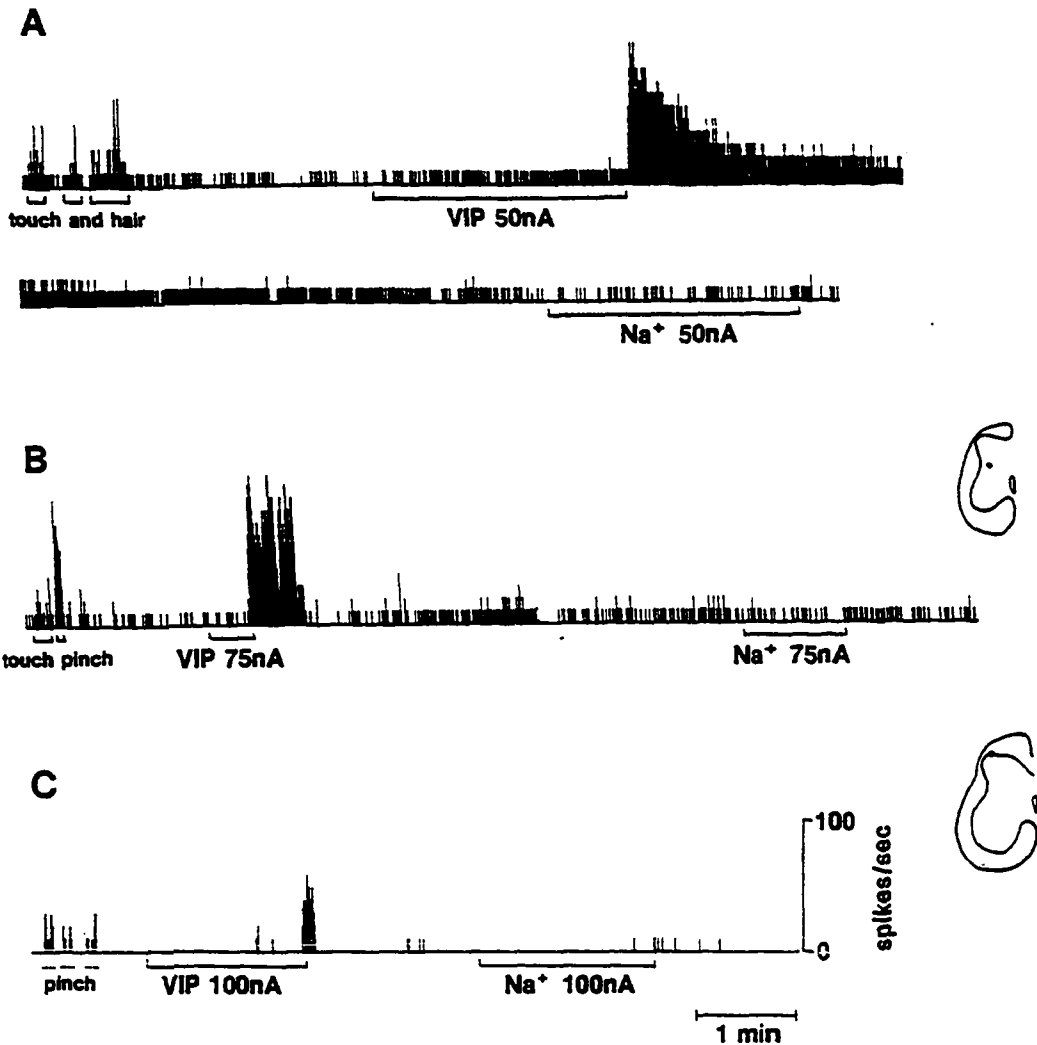 A
touch and hair
VIP 50nA
Na⁺ 50nA
B
touch pinch
VIP 75nA
Na⁺ 75nA
C
100
spikes/sec
0
pinch
VIP 100nA
Na⁺ 100nA
1 min